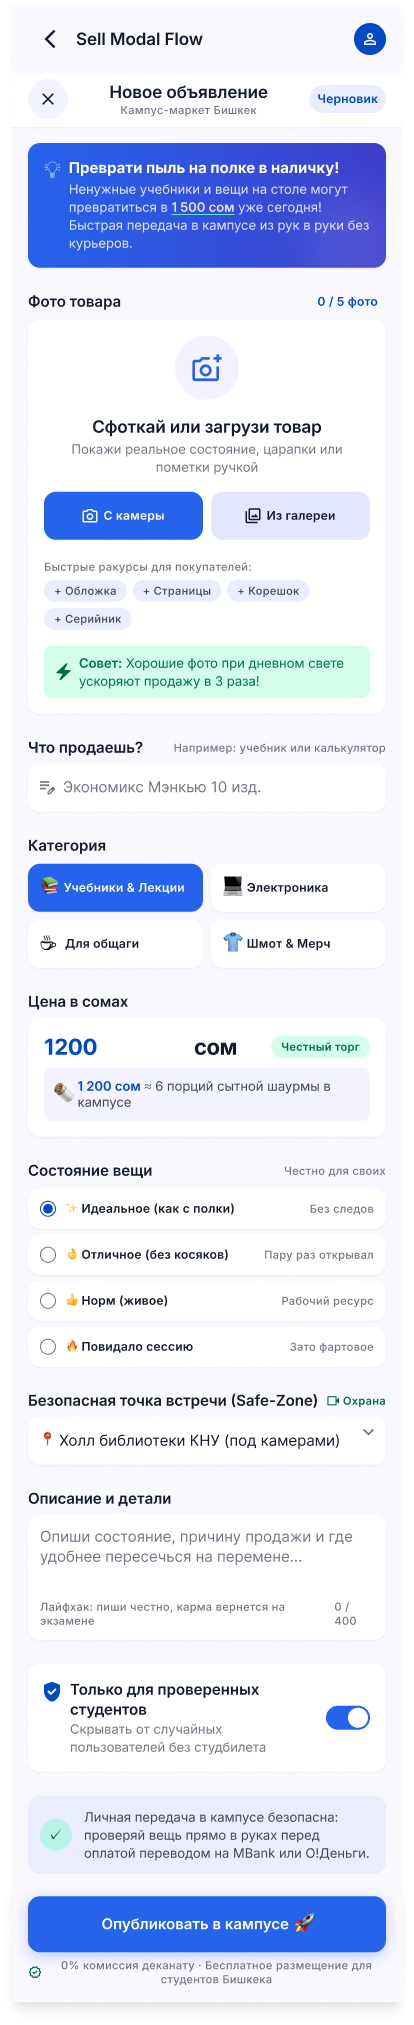 Sell Modal Flow
Новое объявление
Кампус-маркет Бишкек
Черновик
Преврати пыль на полке в наличку!
Ненужные учебники и вещи на столе могут
превратиться в 1 500 сом уже сегодня!
Быстрая передача в кампусе из рук в руки без
курьеров.
Фото товара
0 / 5 фото
Сфоткай или загрузи товар
Покажи реальное состояние, царапки или
пометки ручкой
С камеры
Из галереи
Быстрые ракурсы для покупателей:
+ Обложка
+ Страницы
+ Корешок
+ Серийник
Совет: Хорошие фото при дневном свете
ускоряют продажу в 3 раза!
Что продаешь?
Например: учебник или калькулятор
Экономикс Мэнкью 10 изд.
Категория
Учебники & Лекции
Электроника
Для общаги
Шмот & Мерч
Цена в сомах
1200
сом
Честный торг
1 200 сом ≈ 6 порций сытной шаурмы в
кампусе
Состояние вещи
Честно для своих
Идеальное (как с полки)
Без следов
Отличное (без косяков)
Пару раз открывал
Норм (живое)
Рабочий ресурс
Повидало сессию
Зато фартовое
Безопасная точка встречи (Safe-Zone)
Охрана
Холл библиотеки КНУ (под камерами)
Описание и детали
Опиши состояние, причину продажи и где
удобнее пересечься на перемене...
Лайфхак: пиши честно, карма вернется на
экзамене
0 /
400
Только для проверенных
студентов
Скрывать от случайных
пользователей без студбилета
Личная передача в кампусе безопасна:
проверяй вещь прямо в руках перед
оплатой переводом на MBank или О!Деньги.
Опубликовать в кампусе
0% комиссия деканату · Бесплатное размещение для
студентов Бишкека